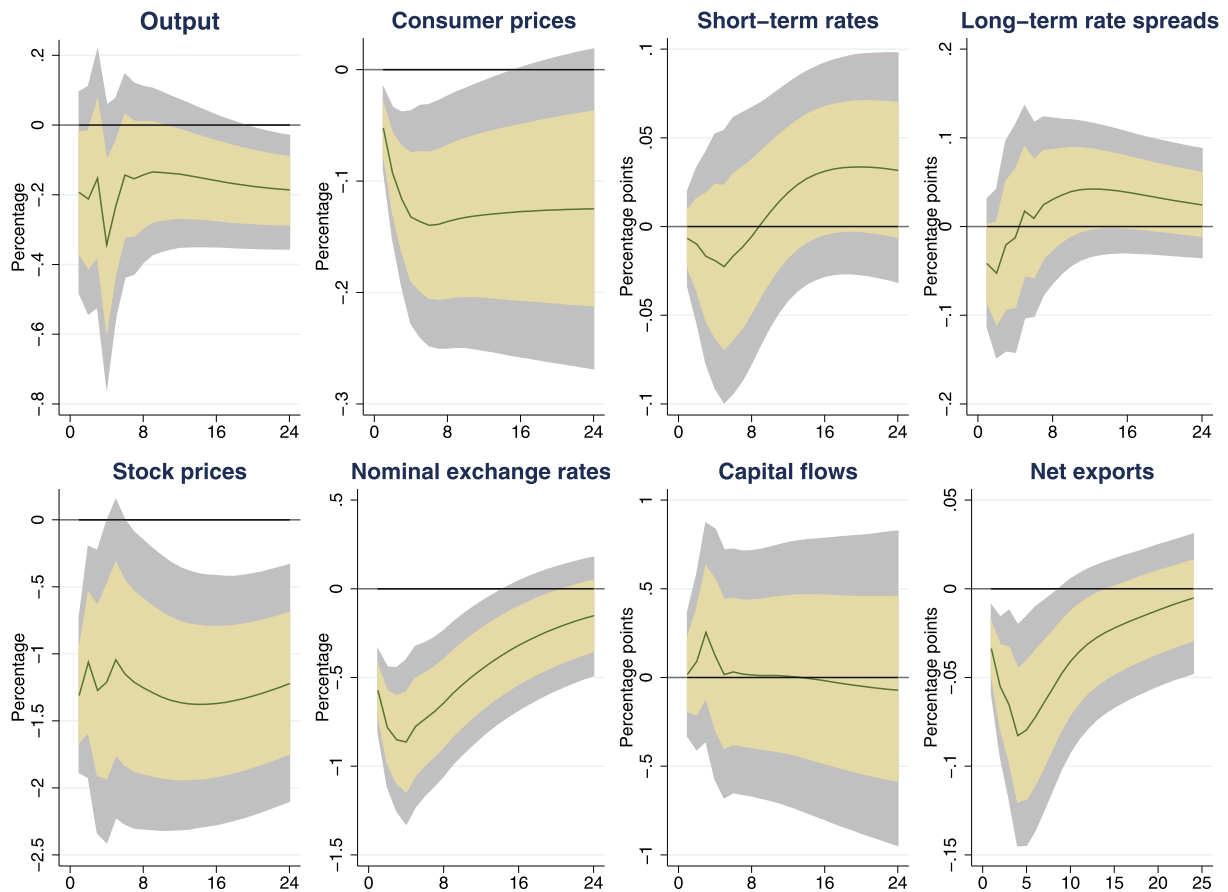 Output
Percentage
.2
0
−.2
−.4
−.6
−.8
0 8 16 24
Consumer prices
Percentage
0
−.1
−.2
−.3
0 8 16 24
Short−term rates
Percentage points
.1
.05
0
−.05
−.1
0 8 16 24
Long−term rate spreads
Percentage points
.2
.1
0
−.1
−.2
0 8 16 24
Stock prices
Percentage
0
−.5
−1
−1.5
−2
−2.5
0 8 16 24
Nominal exchange rates
Percentage
.5
0
−.5
−1
−1.5
0 8 16 24
Capital flows
Percentage points
1
.5
0
−.5
−1
0 8 16 24
Net exports
Percentage points
.05
0
−.05
−.1
−.15
0 5 10 15 20 25